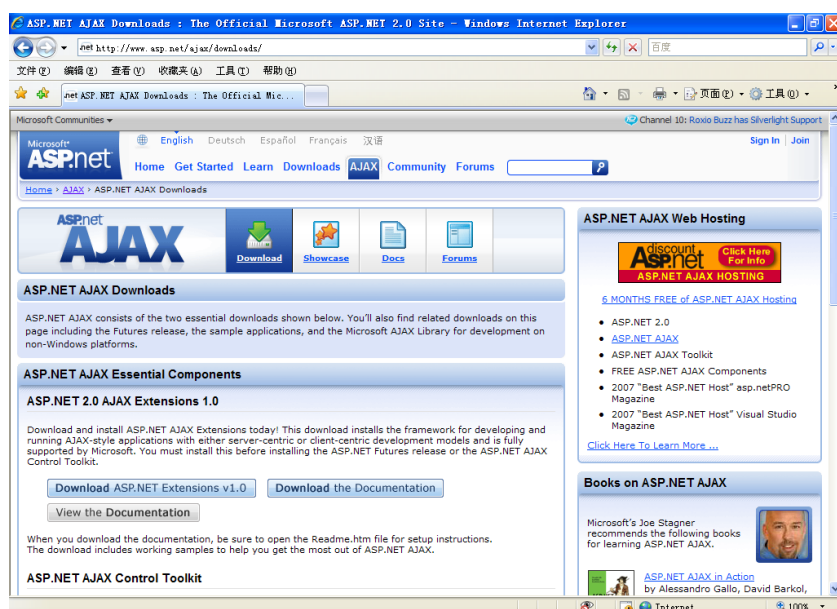 ASP.NET AJAX Downloads : The Official Microsoft ASP.NET 2.0 Site - Windows Internet Explorer
.net http://www.asp.net/ajax/downloads/
百度
文件(F) 编辑(E) 查看(V) 收藏夹(A) 工具(T) 帮助(H)
.net ASP.NET AJAX Downloads : The Official Mic...
页面(P) 工具(O)
Microsoft Communities
Channel 10: Roxio Buzz has Silverlight Support
English Deutsch Español Français 汉语
Sign In Join
Microsoft
ASP.net
Home Get Started Learn Downloads AJAX Community Forums
Home > AJAX > ASP.NET AJAX Downloads
ASP.net
AJAX
Download Showcase Docs Forums
ASP.NET AJAX Downloads
ASP.NET AJAX consists of the two essential downloads shown below. You'll also find related downloads on this
page including the Futures release, the sample applications, and the Microsoft AJAX Library for development on
non-Windows platforms.
ASP.NET AJAX Essential Components
ASP.NET 2.0 AJAX Extensions 1.0
Download and install ASP.NET AJAX Extensions today! This download installs the framework for developing and
running AJAX-style applications with either server-centric or client-centric development models and is fully
supported by Microsoft. You must install this before installing the ASP.NET Futures release or the ASP.NET AJAX
Control Toolkit.
Download ASP.NET Extensions v1.0 Download the Documentation
View the Documentation
When you download the documentation, be sure to open the Readme.htm file for setup instructions.
The download includes working samples to help you get the most out of ASP.NET AJAX.
ASP.NET AJAX Control Toolkit
ASP.NET AJAX Web Hosting
discount
ASP.net
Click Here
For Info
ASP.NET AJAX HOSTING
6 MONTHS FREE of ASP.NET AJAX Hosting
• ASP.NET 2.0
• ASP.NET AJAX
• ASP.NET AJAX Toolkit
• FREE ASP.NET AJAX Components
• 2007 "Best ASP.NET Host" asp.netPRO
Magazine
• 2007 "Best ASP.NET Host" Visual Studio
Magazine
Click Here To Learn More ...
Books on ASP.NET AJAX
Microsoft's Joe Stagner
recommends the following books
for learning ASP.NET AJAX.
ASP.NET AJAX in Action
by Alessandro Gallo, David Barkol,
Internet 100%